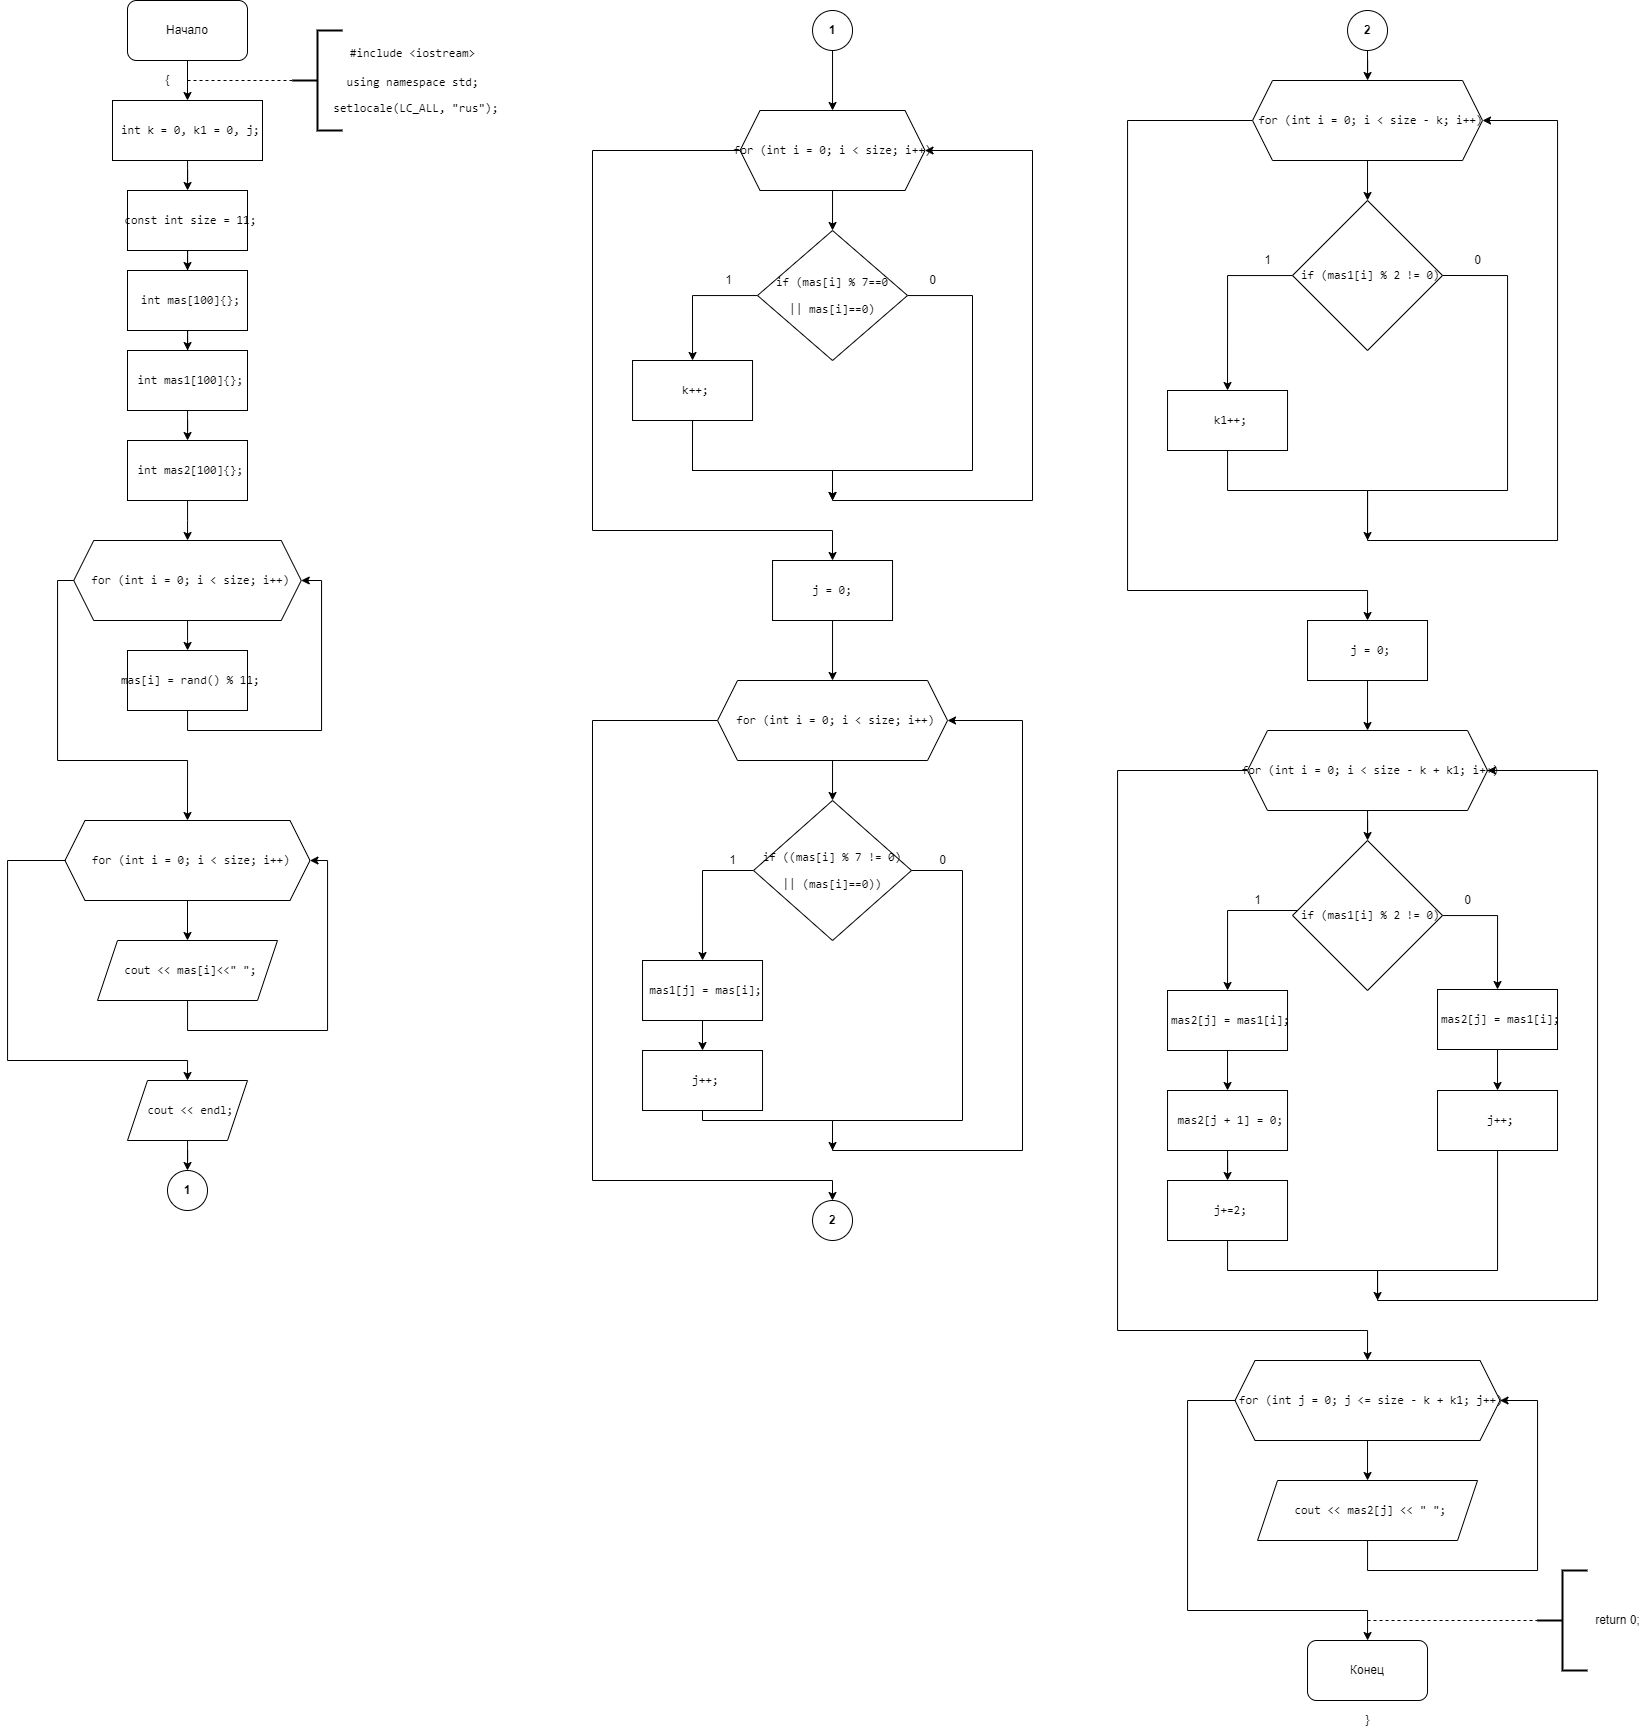 Начало
{
#include <iostream>
using namespace std;
setlocale(LC_ALL, "rus");
int k = 0, k1 = 0, j;
const int size = 11;
int mas[100]{};
int mas1[100]{};
int mas2[100]{};
for (int i = 0; i < size; i++)
mas[i] = rand() % 11;
for (int i = 0; i < size; i++)
cout << mas[i]<<" ";
cout << endl;
1
1
for (int i = 0; i < size; i++)
if (mas[i] % 7==0
|| mas[i]==0)
1
0
k++;
j = 0;
for (int i = 0; i < size; i++)
if ((mas[i] % 7 != 0)
|| (mas[i]==0))
1
0
mas1[j] = mas[i];
j++;
2
2
for (int i = 0; i < size - k; i++)
if (mas1[i] % 2 != 0)
1
0
k1++;
j = 0;
for (int i = 0; i < size - k + k1; i++)
if (mas1[i] % 2 != 0)
1
0
mas2[j] = mas1[i];
mas2[j + 1] = 0;
j+=2;
mas2[j] = mas1[i];
j++;
for (int j = 0; j <= size - k + k1; j++)
cout << mas2[j] << " ";
return 0;
Конец
}